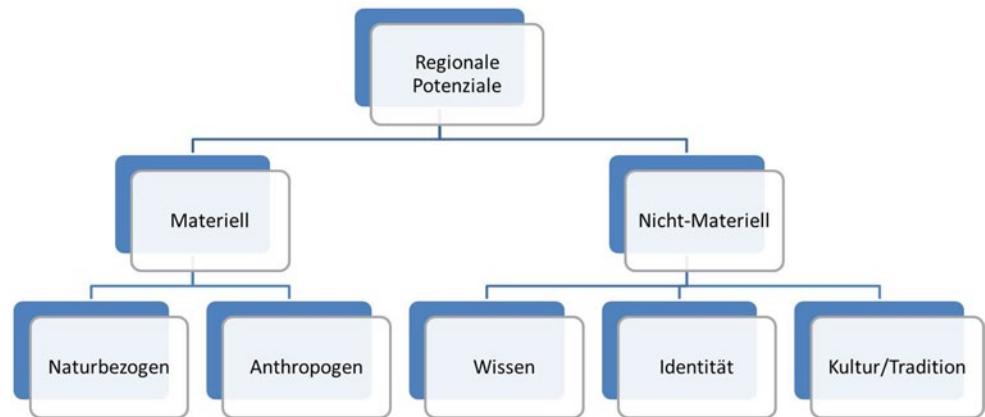 Regionale
Potenziale
Materiell
Nicht-Materiell
Naturbezogen
Anthropogen
Wissen
Identität
Kultur/Tradition